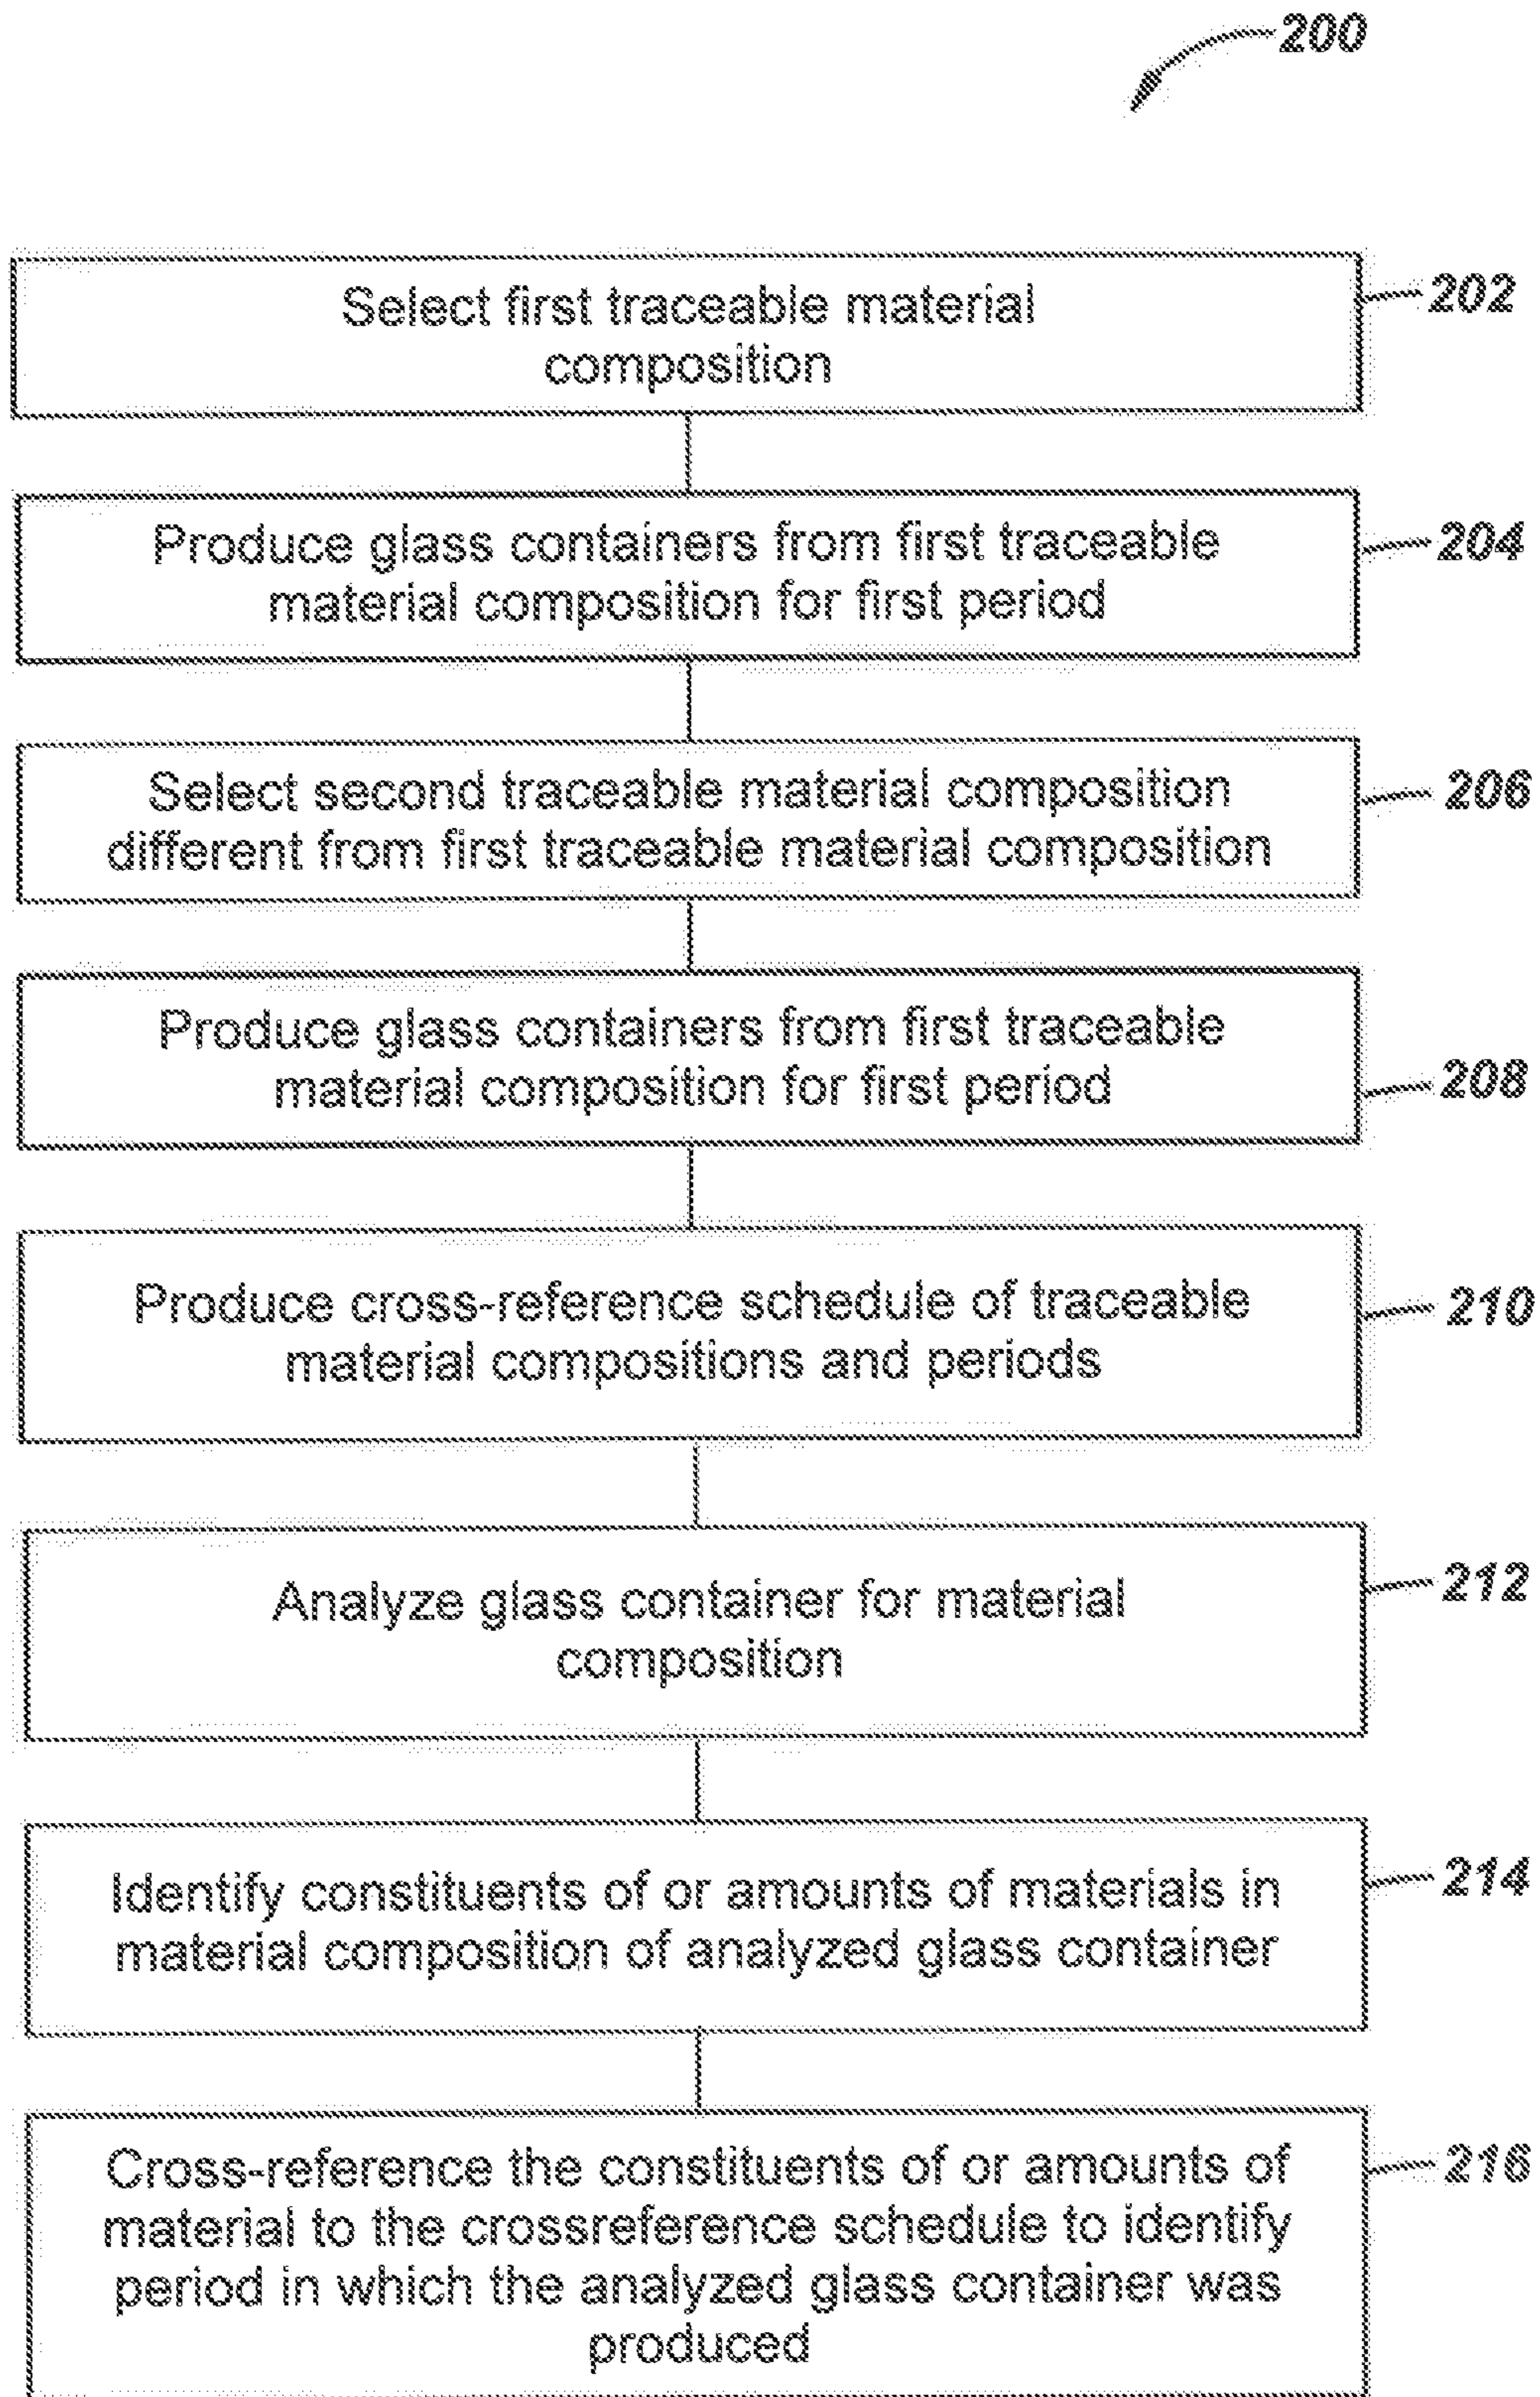 200
Select first traceable material
composition
202
Produce glass containers from first traceable
material composition for first period
204
Select second traceable material composition
different from first traceable material composition
206
Produce glass containers from first traceable
material composition for first period
208
Produce cross-reference schedule of traceable
material compositions and periods
210
Analyze glass container for material
composition
212
Identify constituents of or amounts of materials in
material composition of analyzed glass container
214
Cross-reference the constituents of or amounts of
material to the crossreference schedule to identify
period in which the analyzed glass container was
produced
216